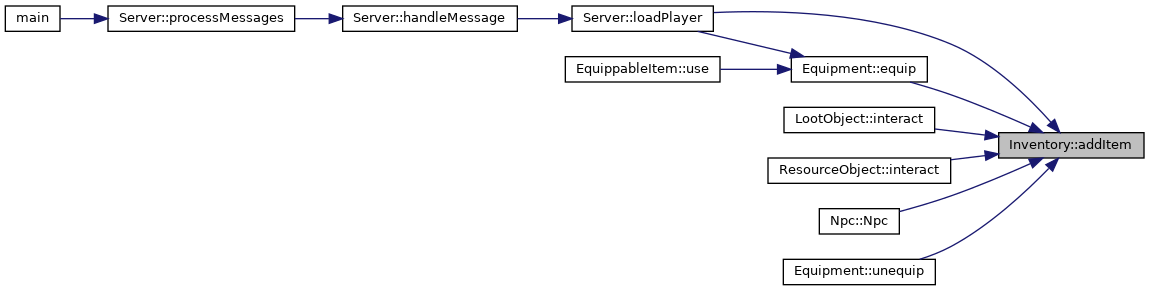 main
Server::processMessages
Server::handleMessage
Server::loadPlayer
EquippableItem::use
Equipment::equip
LootObject::interact
Inventory::addItem
ResourceObject::interact
Npc::Npc
Equipment::unequip